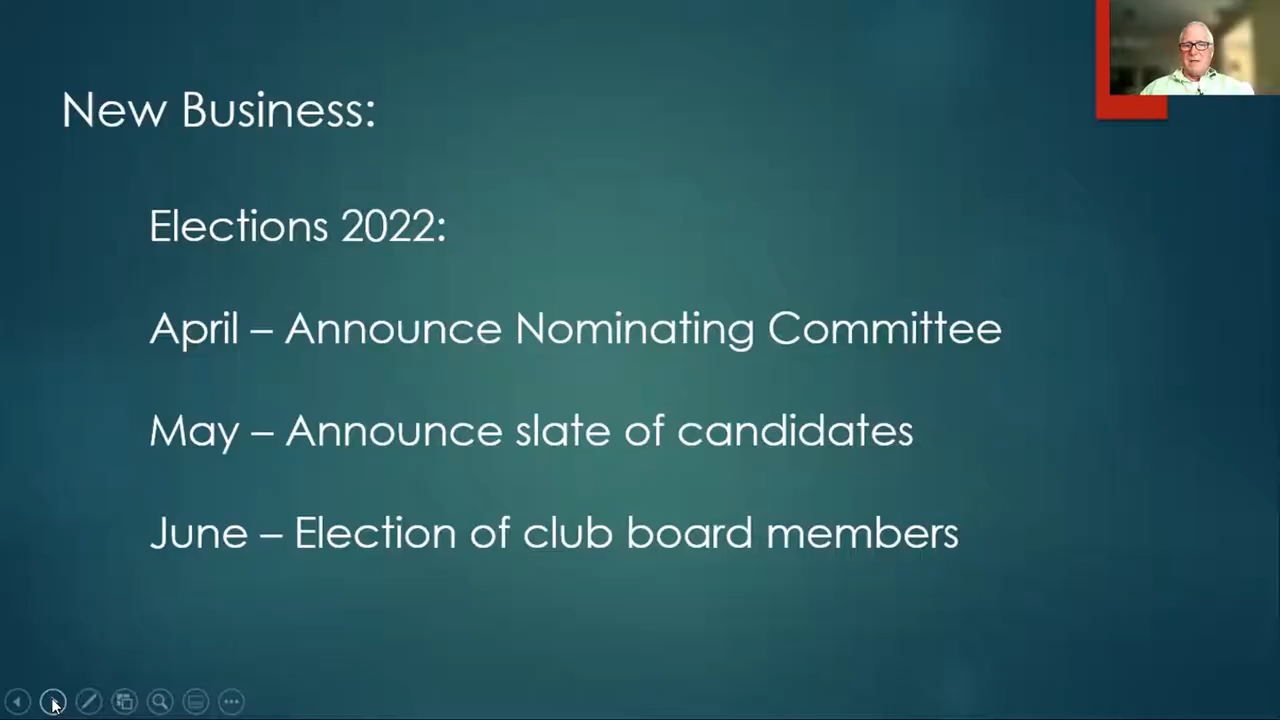 New Business:
Elections 2022:
April – Announce Nominating Committee
May – Announce slate of candidates
June – Election of club board members